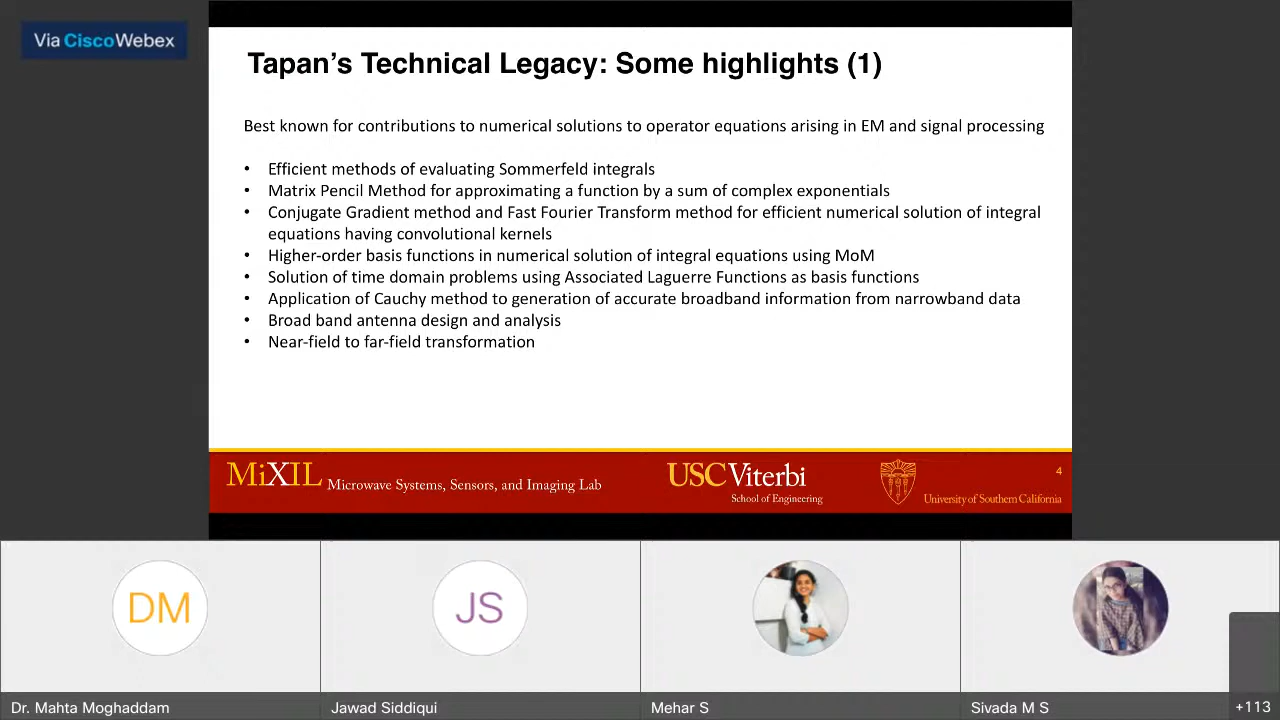 Via Cisco Webex
Tapan's Technical Legacy: Some highlights (1)
Best known for contributions to numerical solutions to operator equations arising in EM and signal processing
• Efficient methods of evaluating Sommerfeld integrals
• Matrix Pencil Method for approximating a function by a sum of complex exponentials
• Conjugate Gradient method and Fast Fourier Transform method for efficient numerical solution of integral
equations having convolutional kernels
• Higher-order basis functions in numerical solution of integral equations using MoM
• Solution of time domain problems using Associated Laguerre Functions as basis functions
• Application of Cauchy method to generation of accurate broadband information from narrowband data
• Broad band antenna design and analysis
• Near-field to far-field transformation
MiXIL Microwave Systems, Sensors, and Imaging Lab
USC Viterbi
School of Engineering
University of Southern California
4
DM
JS
Dr. Mahta Moghaddam
Jawad Siddiqui
Mehar S
Sivada M S
+113